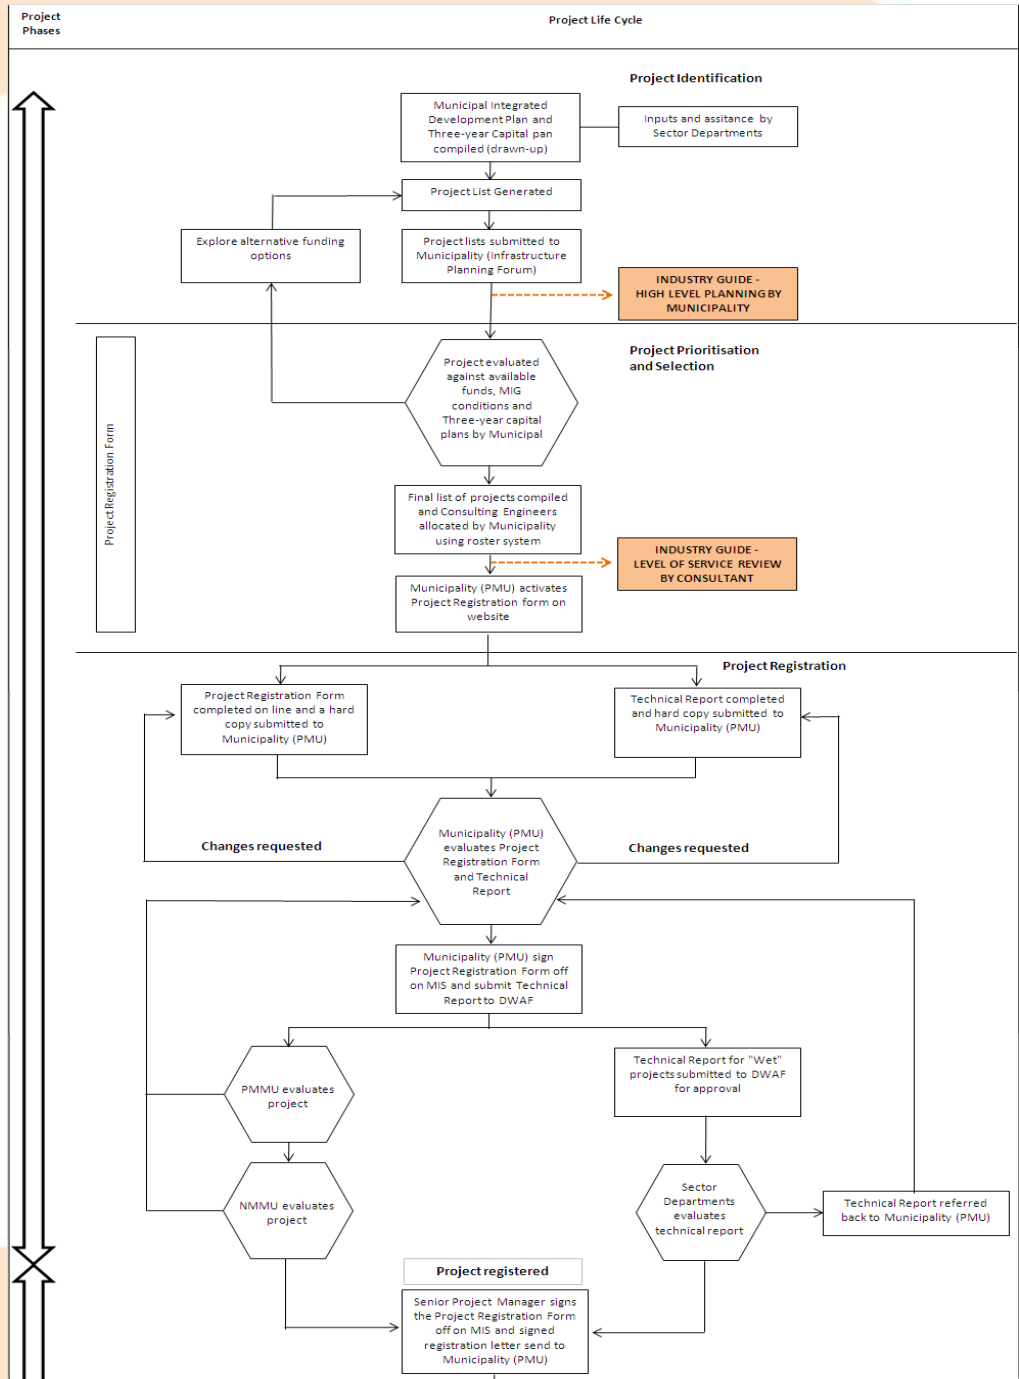 Project
Phases
Project Life Cycle
Project Identification
Municipal Integrated
Development Plan and
Three-year Capital pan
compiled (drawn-up)
Inputs and assitance by
Sector Departments
Project List Generated
Explore alternative funding
options
Project lists submitted to
Municipality (Infrastructure
Planning Forum)
INDUSTRY GUIDE -
HIGH LEVEL PLANNING BY
MUNICIPALITY
Project Registration Form
Project Prioritisation
and Selection
Project evaluated
against available
funds, MIG
conditions and
Three-year capital
plans by Municipal
Final list of projects compiled
and Consulting Engineers
allocated by Municipality
using roster system
INDUSTRY GUIDE -
LEVEL OF SERVICE REVIEW
BY CONSULTANT
Municipality (PMU) activates
Project Registration form on
website
Project Registration
Project Registration Form
completed on line and a hard
copy submitted to
Municipality (PMU)
Technical Report completed
and hard copy submitted to
Municipality (PMU)
Municipality (PMU)
evaluates Project
Registration Form
and Technical
Report
Changes requested
Changes requested
Municipality (PMU) sign
Project Registration Form off
on MIS and submit Technical
Report to DWAF
PMMU evaluates
project
Technical Report for "Wet"
projects submitted to DWAF
for approval
NMMU evaluates
project
Sector
Departments
evaluates
technical report
Technical Report referred
back to Municipality (PMU)
Project registered
Senior Project Manager signs
the Project Registration Form
off on MIS and signed
registration letter send to
Municipality (PMU)